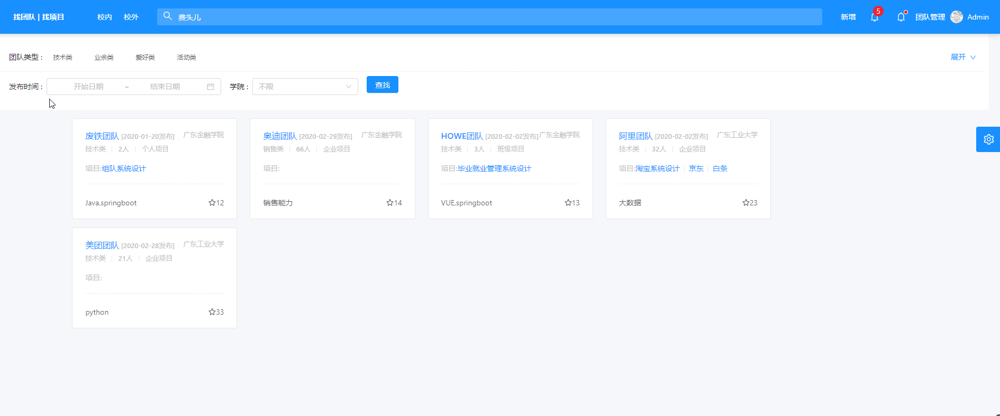 找团队 | 找项目 校内 校外 费头儿 新增 5 团队管理 Admin
团队类型 : 技术类 业余类 爱好类 活动类 展开
发布时间 : 开始日期 ~ 结束日期 学院 : 不限 查找
废铁团队 [2020-01-20发布] 广东金融学院
技术类 2人 个人项目
项目:组队系统设计
Java,springboot 12
奥迪团队 [2020-02-29发布] 广东金融学院
销售类 66人 企业项目
项目:
销售能力 14
HOWE团队 [2020-02-02发布] 广东金融学院
技术类 3人 班级项目
项目:毕业就业管理系统设计
VUE,springboot 13
阿里团队 [2020-02-02发布] 广东工业大学
技术类 32人 企业项目
项目:淘宝系统设计 京东 白条
大数据 23
美团团队 [2020-02-28发布] 广东工业大学
技术类 21人 企业项目
项目:
python 33